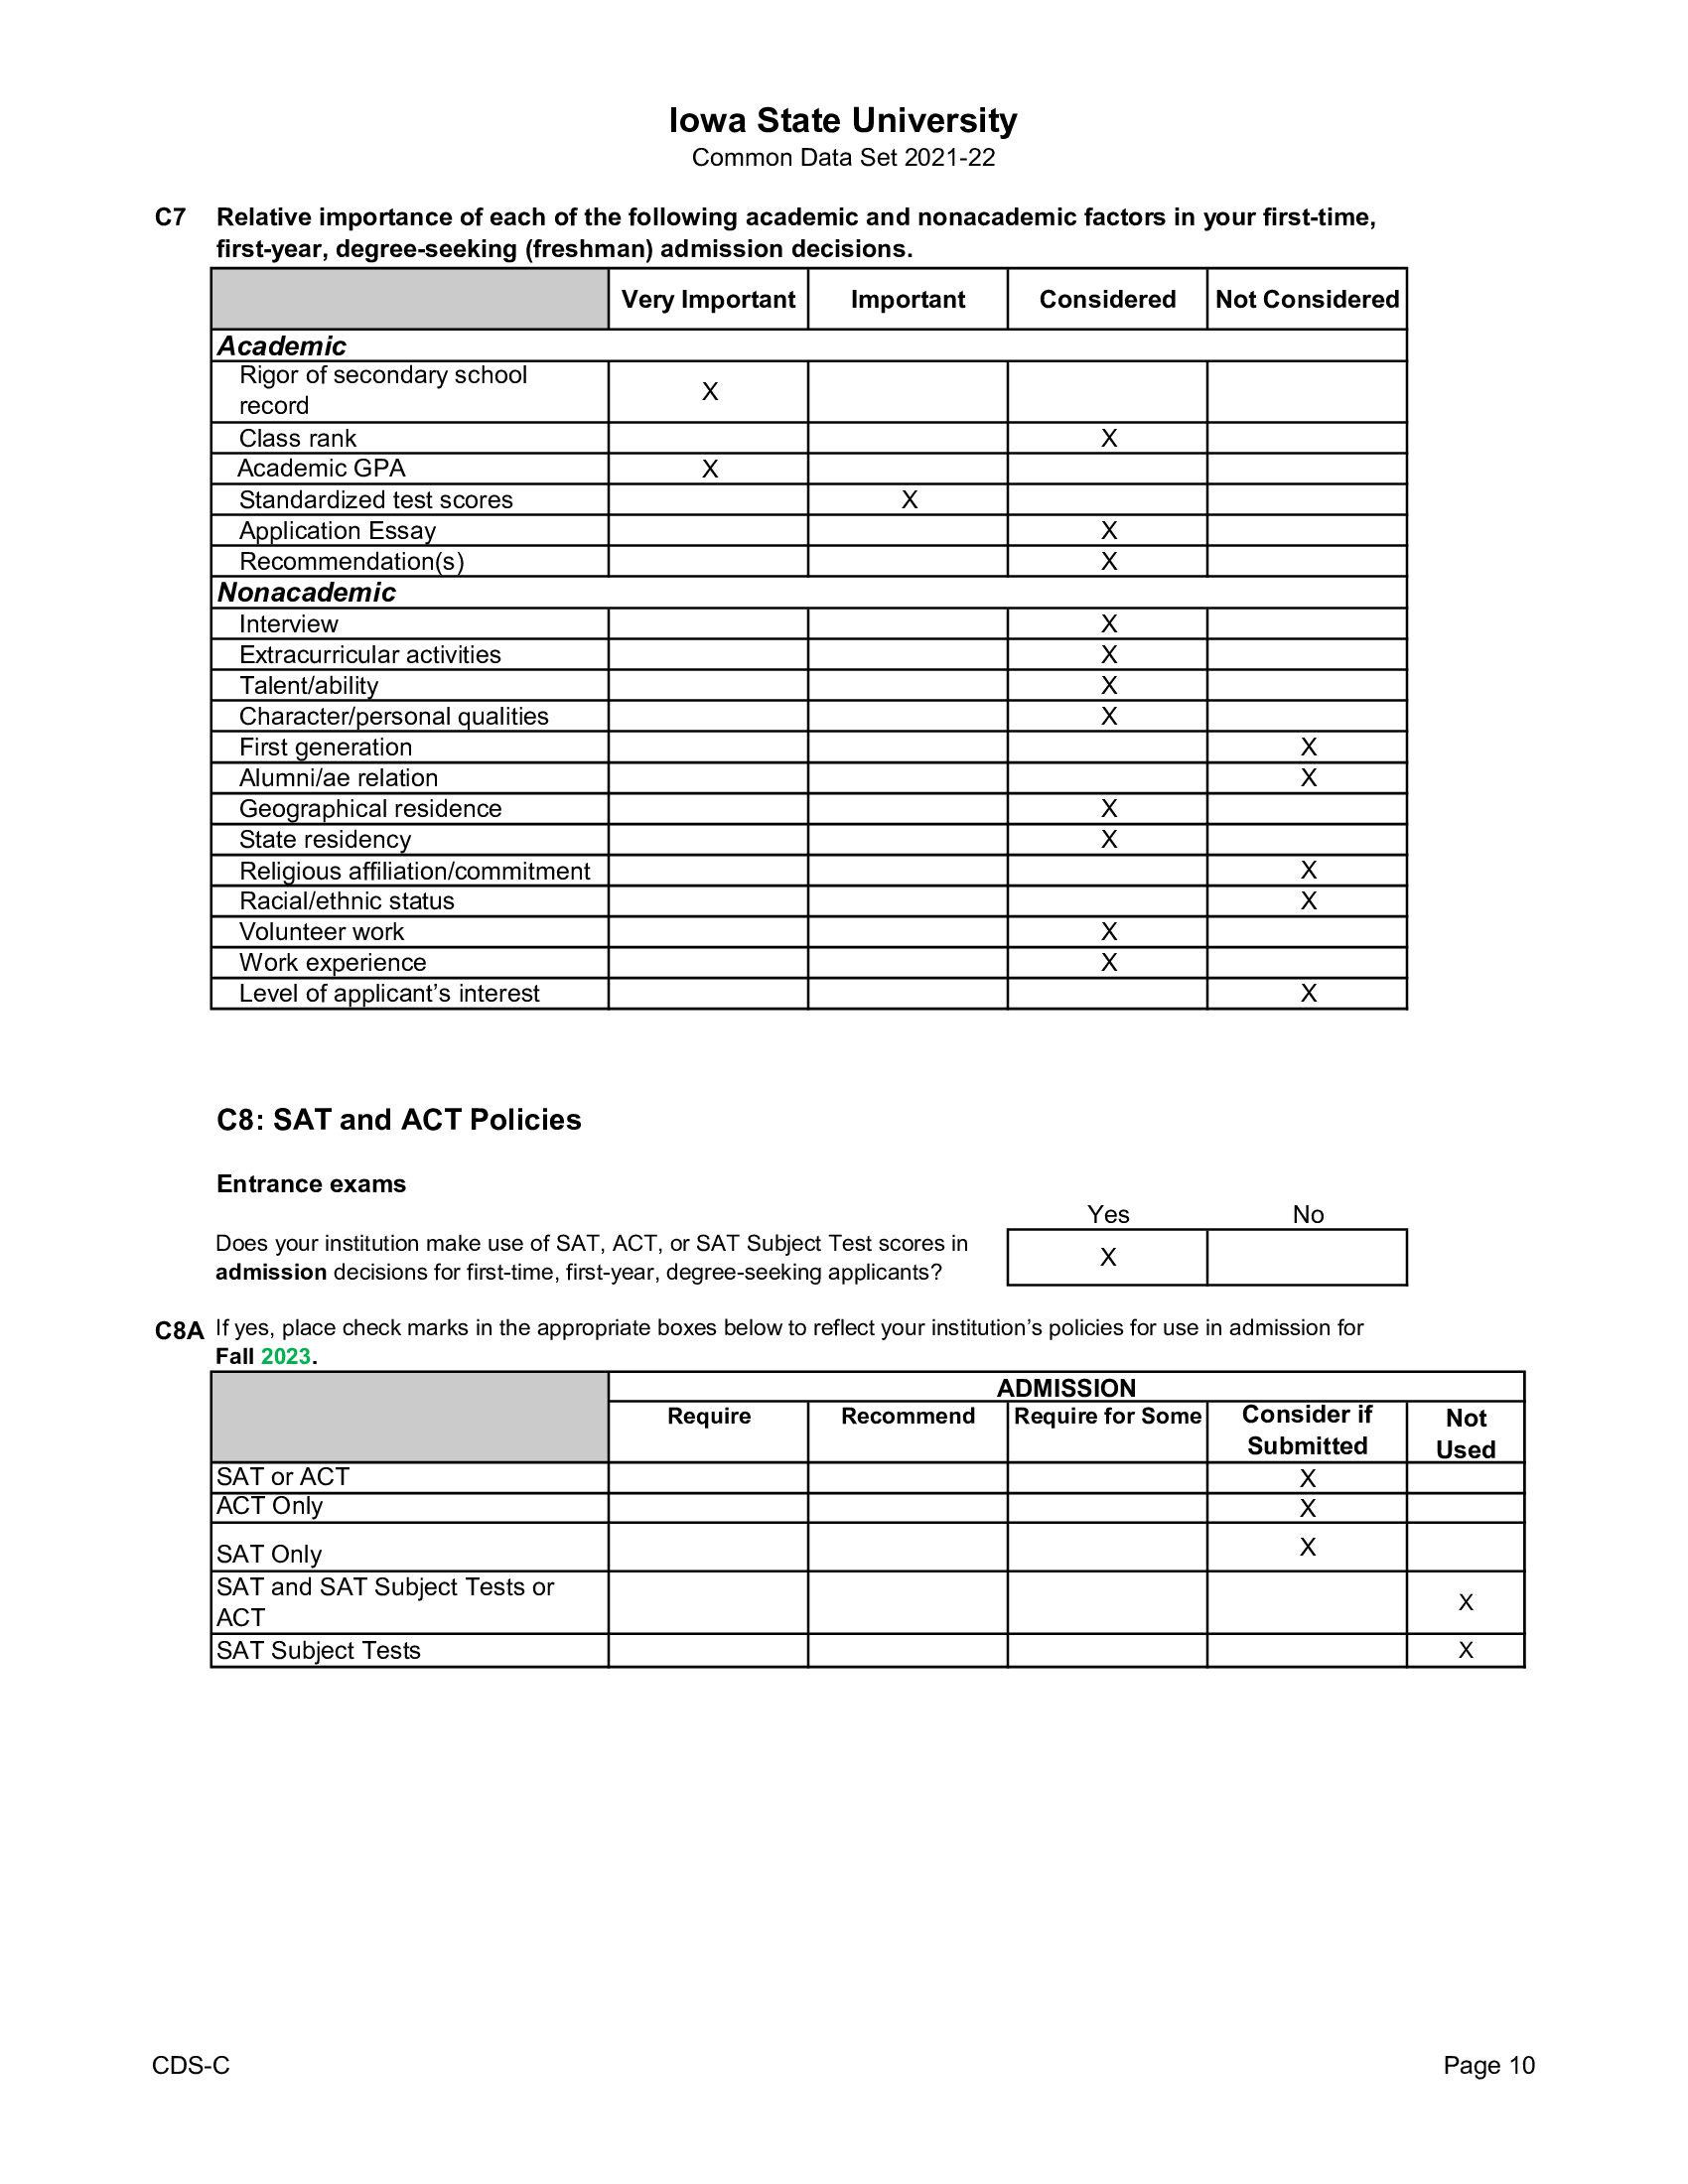 Iowa State University
Common Data Set 2021-22
C7 Relative importance of each of the following academic and nonacademic factors in your first-time,
first-year, degree-seeking (freshman) admission decisions.
Very Important Important Considered Not Considered
Academic
Rigor of secondary school
record X
Class rank X
Academic GPA X
Standardized test scores X
Application Essay X
Recommendation(s) X
Nonacademic
Interview X
Extracurricular activities X
Talent/ability X
Character/personal qualities X
First generation X
Alumni/ae relation X
Geographical residence X
State residency X
Religious affiliation/commitment X
Racial/ethnic status X
Volunteer work X
Work experience X
Level of applicant’s interest X
C8: SAT and ACT Policies
Entrance exams
Yes No
Does your institution make use of SAT, ACT, or SAT Subject Test scores in
admission decisions for first-time, first-year, degree-seeking applicants? X
C8A If yes, place check marks in the appropriate boxes below to reflect your institution’s policies for use in admission for
Fall 2023.
ADMISSION
Require Recommend Require for Some Consider if
Submitted Not
Used
SAT or ACT X
ACT Only X
SAT Only X
SAT and SAT Subject Tests or
ACT X
SAT Subject Tests X
CDS-C Page 10